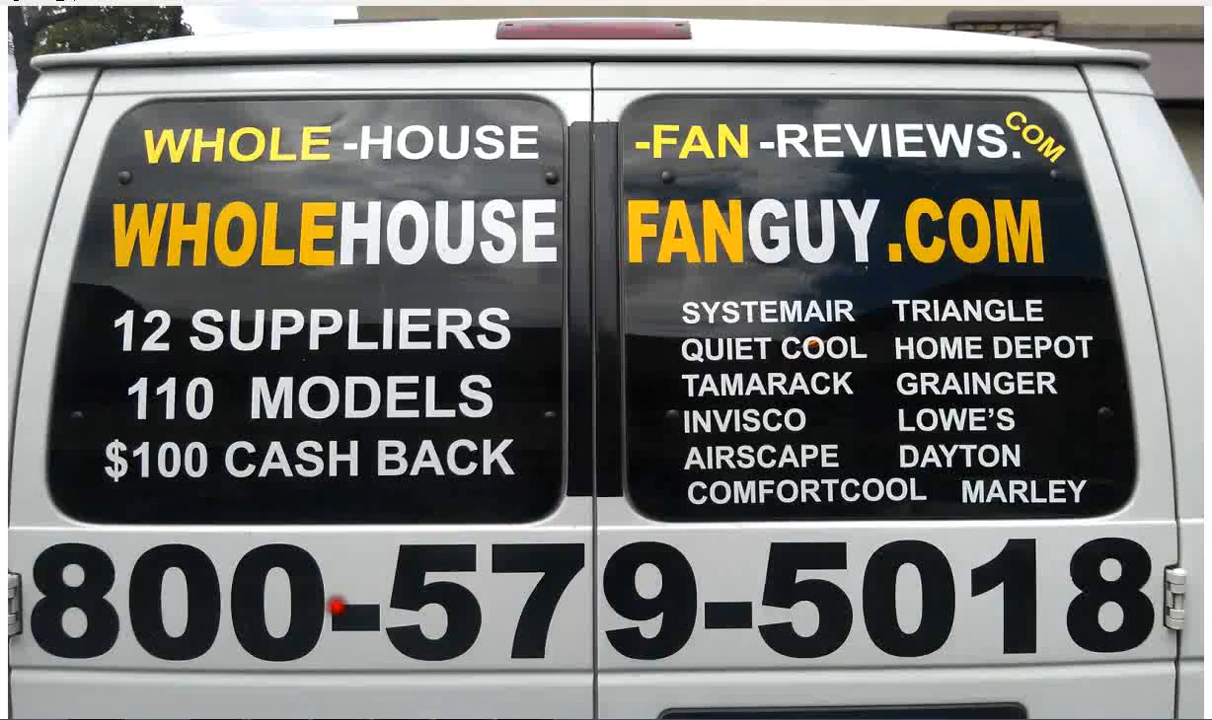 WHOLE-HOUSE-FAN-REVIEWS.COM
WHOLEHOUSE FANGUY.COM
12 SUPPLIERS
110 MODELS
$100 CASH BACK
SYSTEMAIR TRIANGLE
QUIET COOL HOME DEPOT
TAMARACK GRAINGER
INVISCO LOWE'S
AIRSCAPE DAYTON
COMFORTCOOL MARLEY
800-579-5018